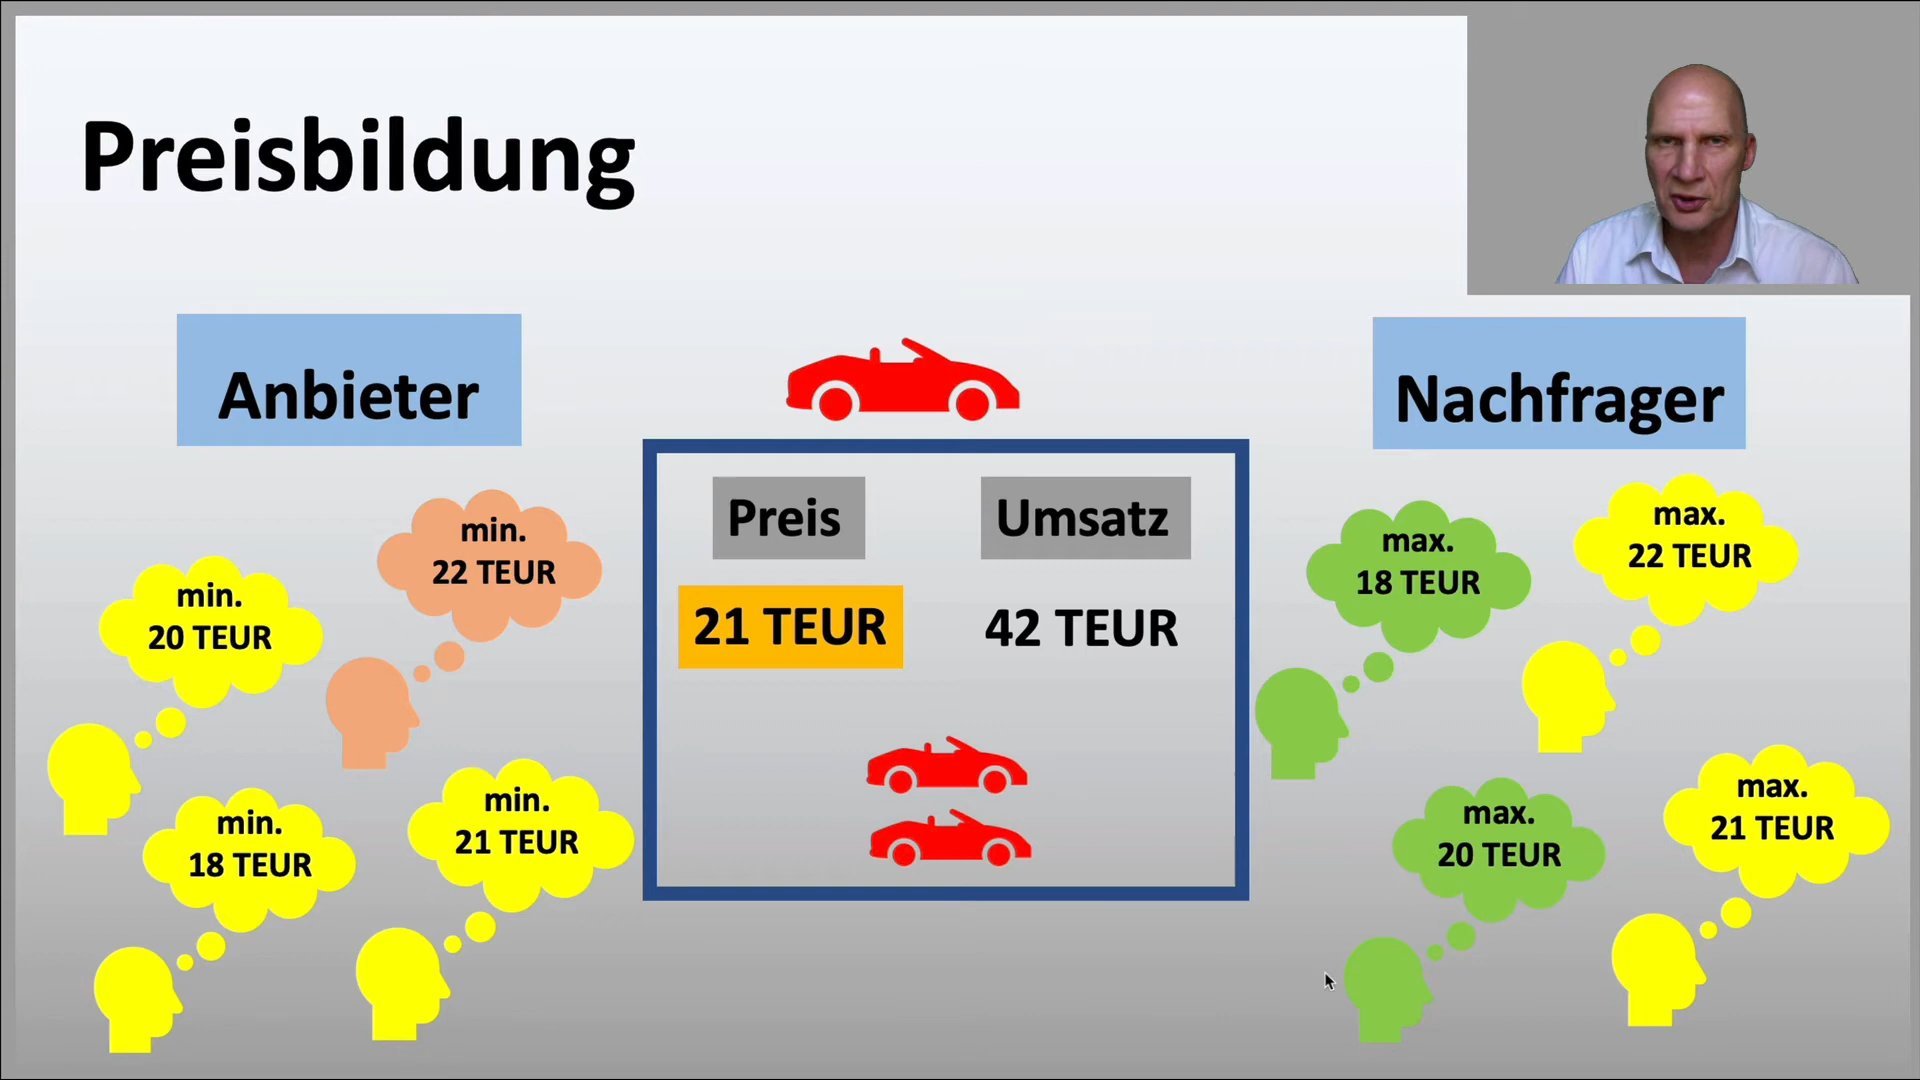 Preisbildung
Anbieter
Nachfrager
min.
22 TEUR
min.
20 TEUR
min.
18 TEUR
min.
21 TEUR
Preis
Umsatz
21 TEUR
42 TEUR
max.
18 TEUR
max.
22 TEUR
max.
20 TEUR
max.
21 TEUR